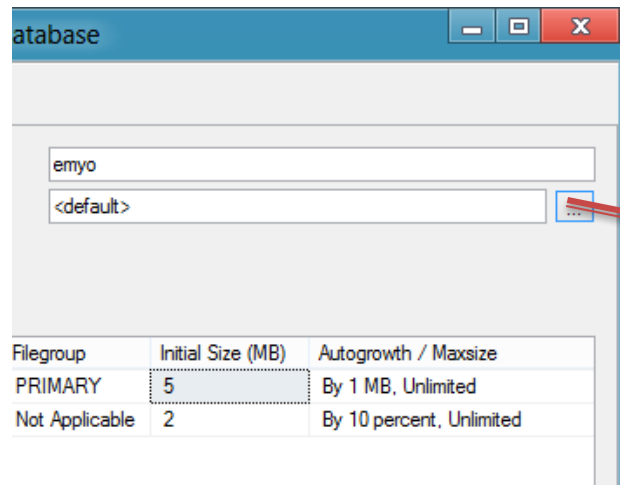 atabase
emyo
<default>
...
Filegroup Initial Size (MB) Autogrowth / Maxsize
PRIMARY 5 By 1 MB, Unlimited
Not Applicable 2 By 10 percent, Unlimited